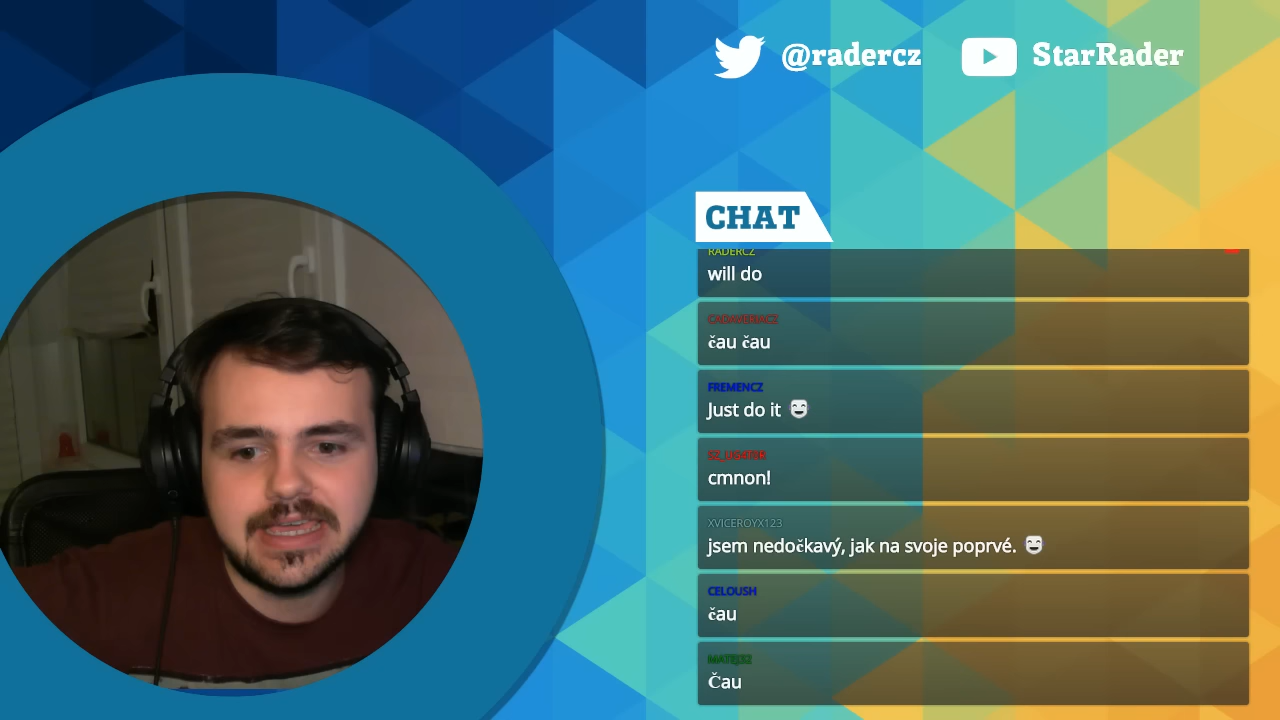 @radercz
StarRader
CHAT
RADERCZ
will do
čau čau
FREMENCZ
Just do it
cmnon!
XVICEROYX123
jsem nedočkavý, jak na svoje poprvé.
CELOUSH
čau
MATEJ32
Čau